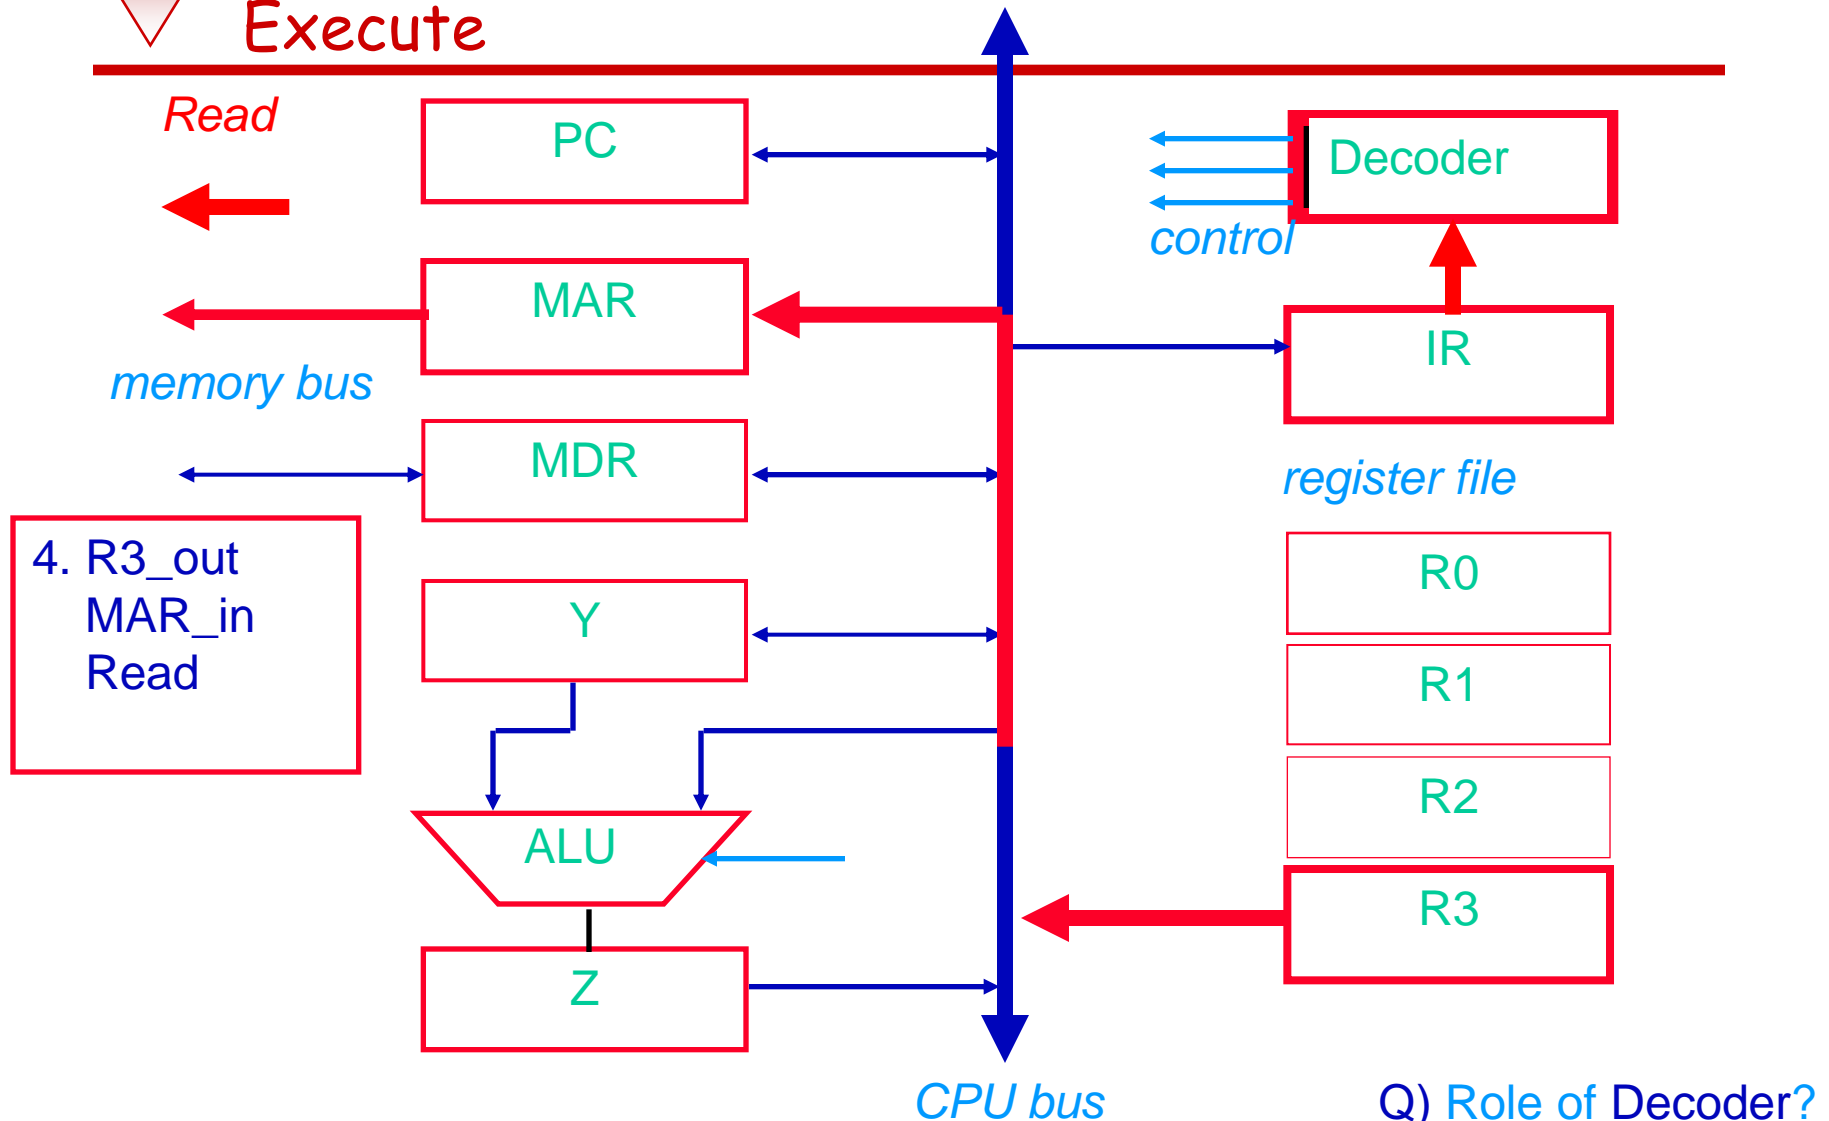 Execute
Read
PC
Decoder
control
MAR
IR
memory bus
MDR
register file
4. R3_out
MAR_in
Read
R0
Y
R1
R2
ALU
R3
Z
CPU bus
Q) Role of Decoder?